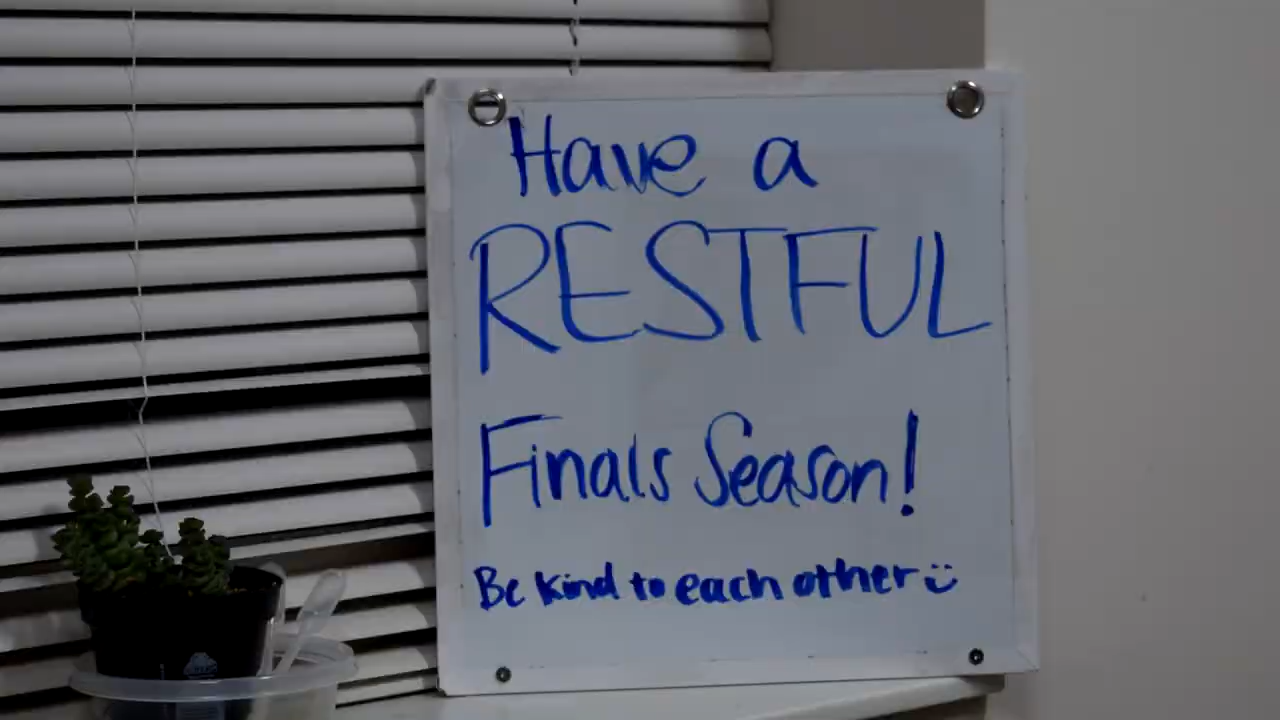 Have a
RESTFUL
Finals Season!
Be kind to each other :)